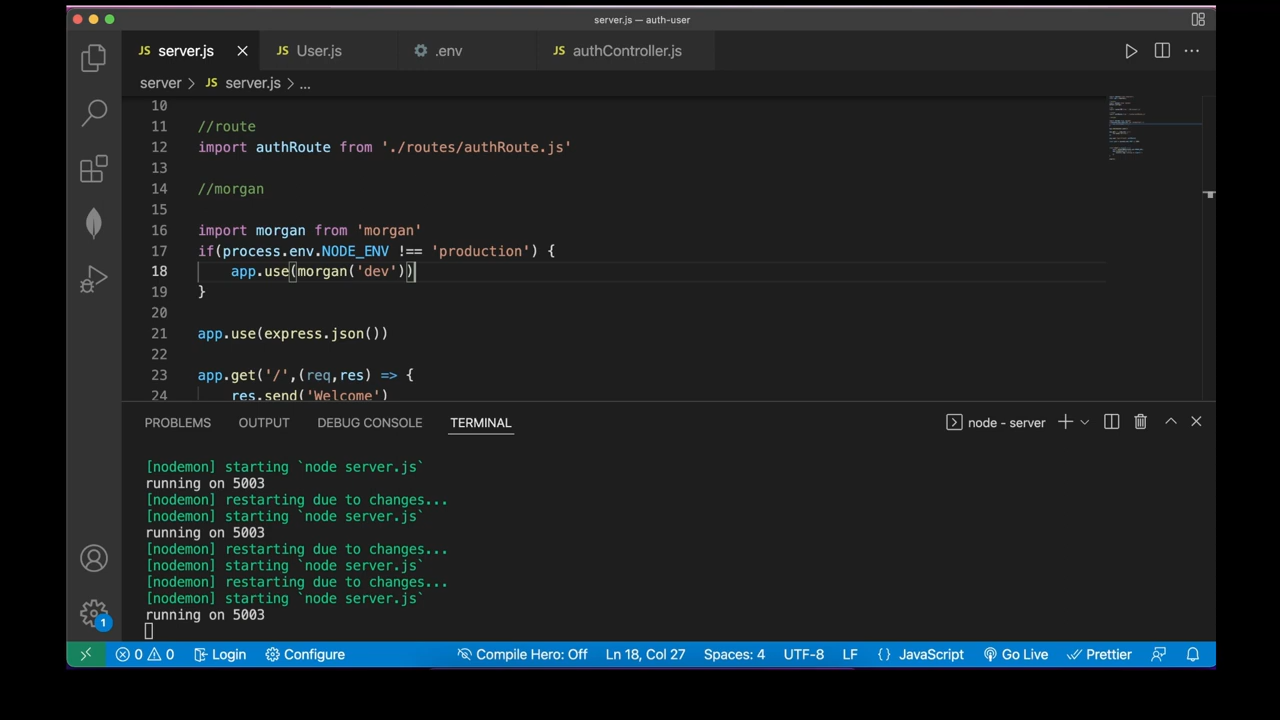 server.js — auth-user
JS server.js
JS User.js
.env
JS authController.js
server > JS server.js > ...
10
11 //route
12 import authRoute from './routes/authRoute.js'
13
14 //morgan
15
16 import morgan from 'morgan'
17 if(process.env.NODE_ENV !== 'production') {
18 app.use(morgan('dev'))
19 }
20
21 app.use(express.json())
22
23 app.get('/',(req,res) => {
24 res.send('Welcome')
PROBLEMS OUTPUT DEBUG CONSOLE TERMINAL
node - server
[nodemon] starting `node server.js`
running on 5003
[nodemon] restarting due to changes...
[nodemon] starting `node server.js`
running on 5003
[nodemon] restarting due to changes...
[nodemon] starting `node server.js`
[nodemon] restarting due to changes...
[nodemon] starting `node server.js`
running on 5003
1
0 0 Login Configure Compile Hero: Off Ln 18, Col 27 Spaces: 4 UTF-8 LF {} JavaScript Go Live Prettier